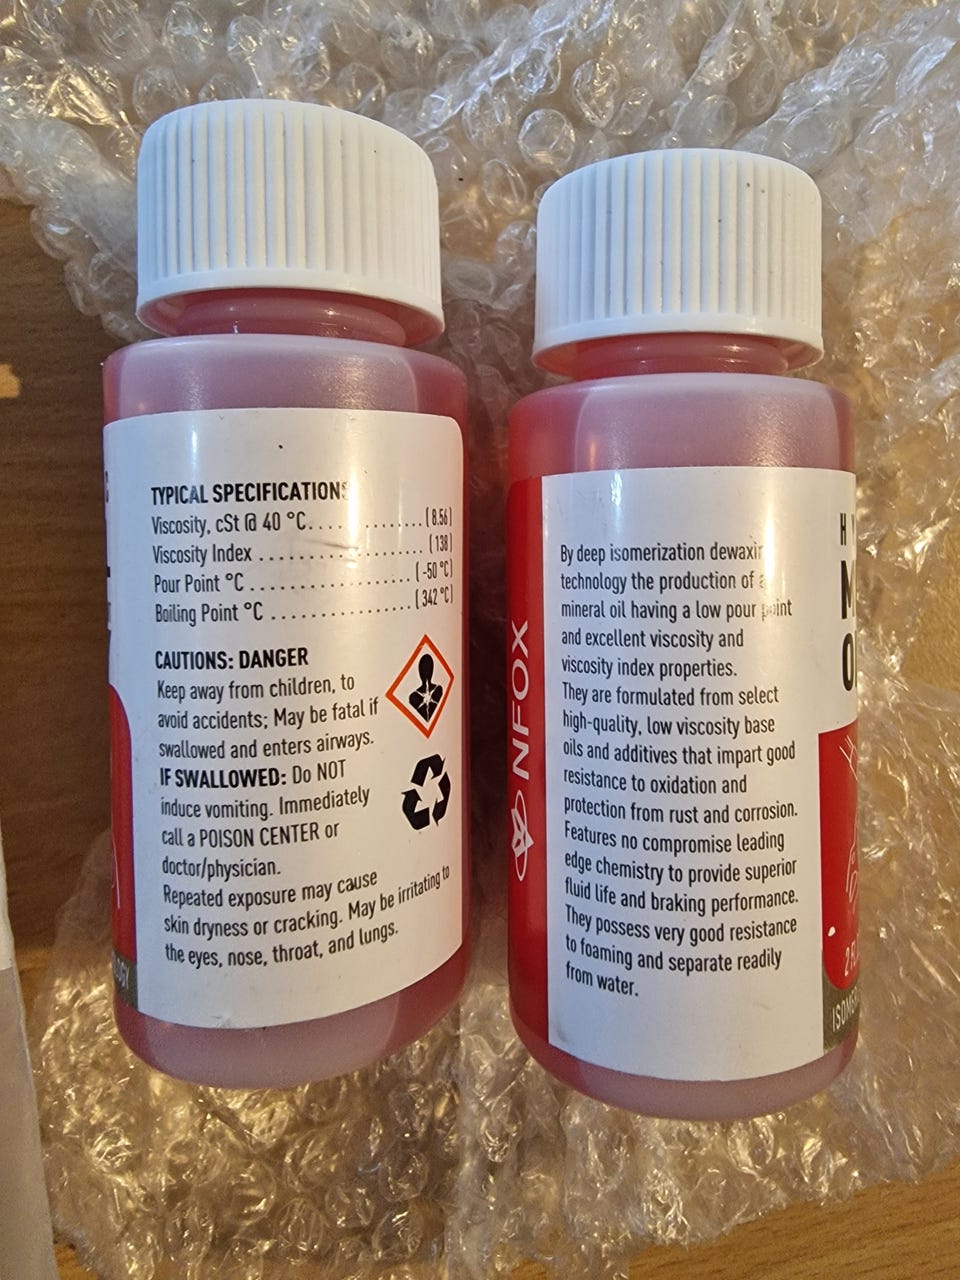 TYPICAL SPECIFICATIONS
Viscosity, cSt @ 40 °C.............(8.56)
Viscosity Index ....................(138)
Pour Point °C ...................(-50 °C)
Boiling Point °C ...............(342 °C)
CAUTIONS: DANGER
Keep away from children, to
avoid accidents; May be fatal if
swallowed and enters airways.
IF SWALLOWED: Do NOT
induce vomiting. Immediately
call a POISON CENTER or
doctor/physician.
Repeated exposure may cause
skin dryness or cracking. May be irritating to
the eyes, nose, throat, and lungs.
NFOX
By deep isomerization dewaxin
technology the production of a
mineral oil having a low pour point
and excellent viscosity and
viscosity index properties.
They are formulated from select
high-quality, low viscosity base
oils and additives that impart good
resistance to oxidation and
protection from rust and corrosion.
Features no compromise leading
edge chemistry to provide superior
fluid life and braking performance.
They possess very good resistance
to foaming and separate readily
from water.
H Y
M
O
2 FL
ISOME